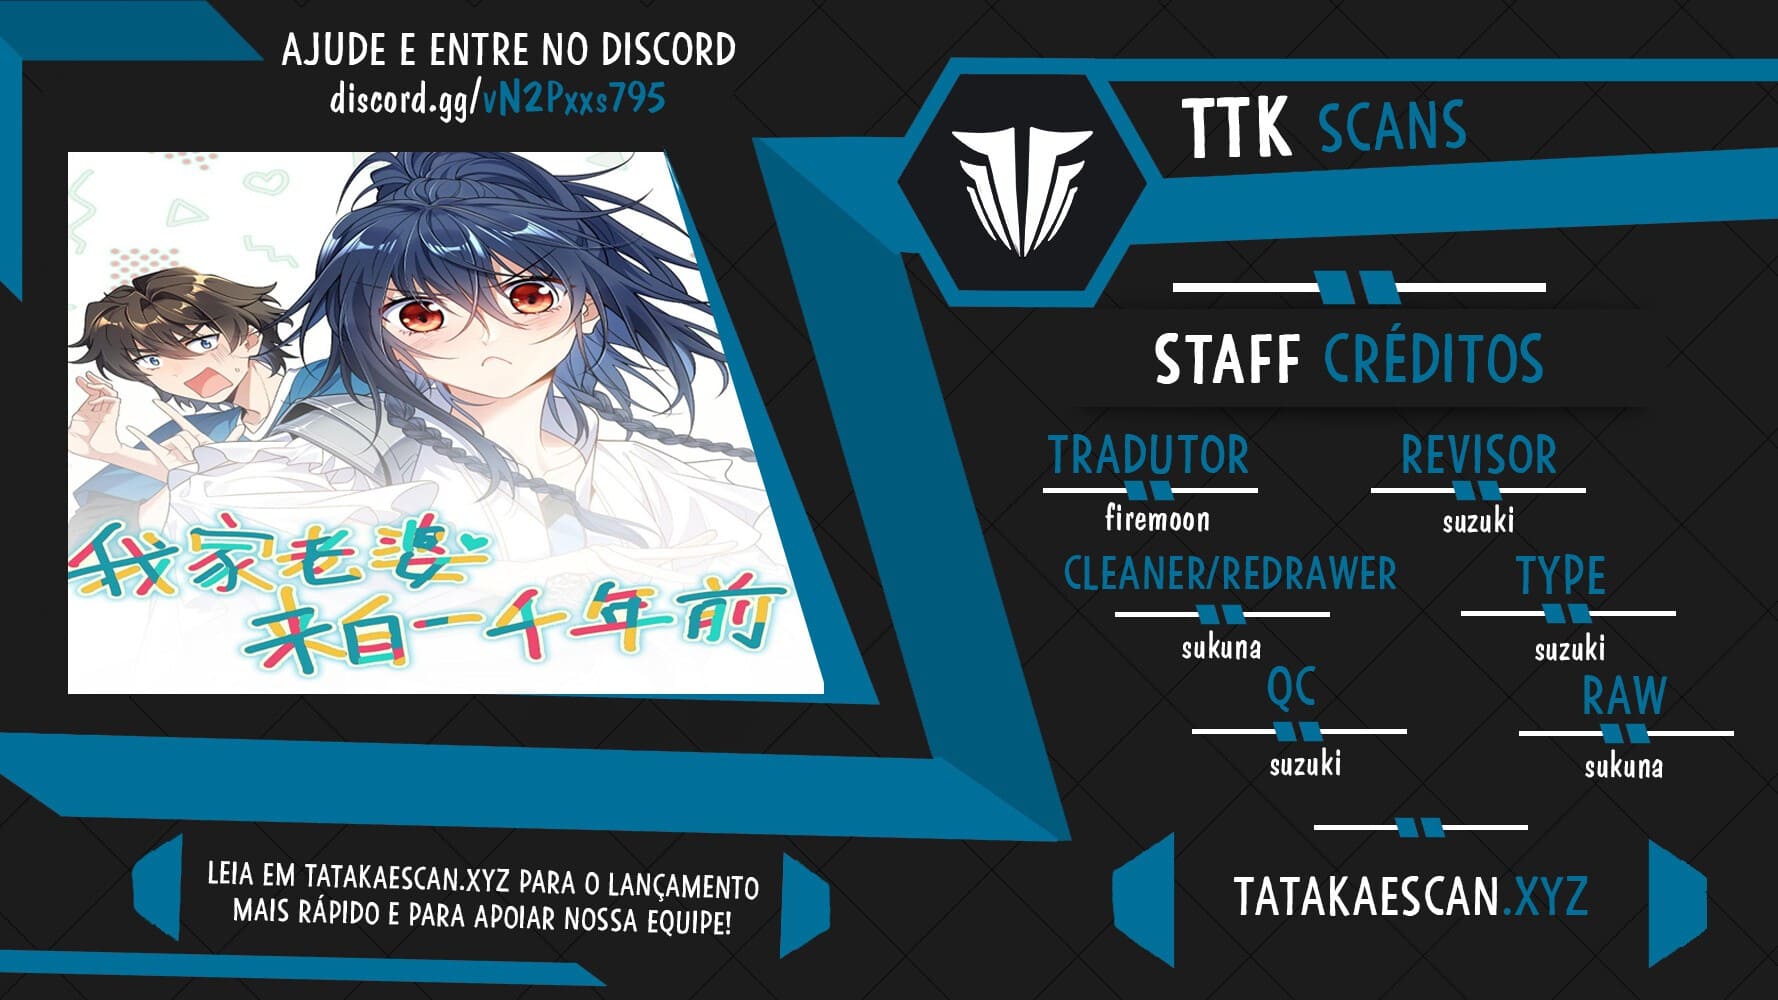 AJUDE E ENTRE NO DISCORD
discord.gg/vN2Pxxs795
我家老婆
来自一千年前
LEIA EM TATAKAESCAN.XYZ PARA O LANÇAMENTO
MAIS RÁPIDO E PARA APOIAR NOSSA EQUIPE!
TTK SCANS
STAFF CRÉDITOS
TRADUTOR
firemoon
REVISOR
suzuki
CLEANER/REDRAWER
sukuna
TYPE
suzuki
QC
suzuki
RAW
sukuna
TATAKAESCAN.XYZ